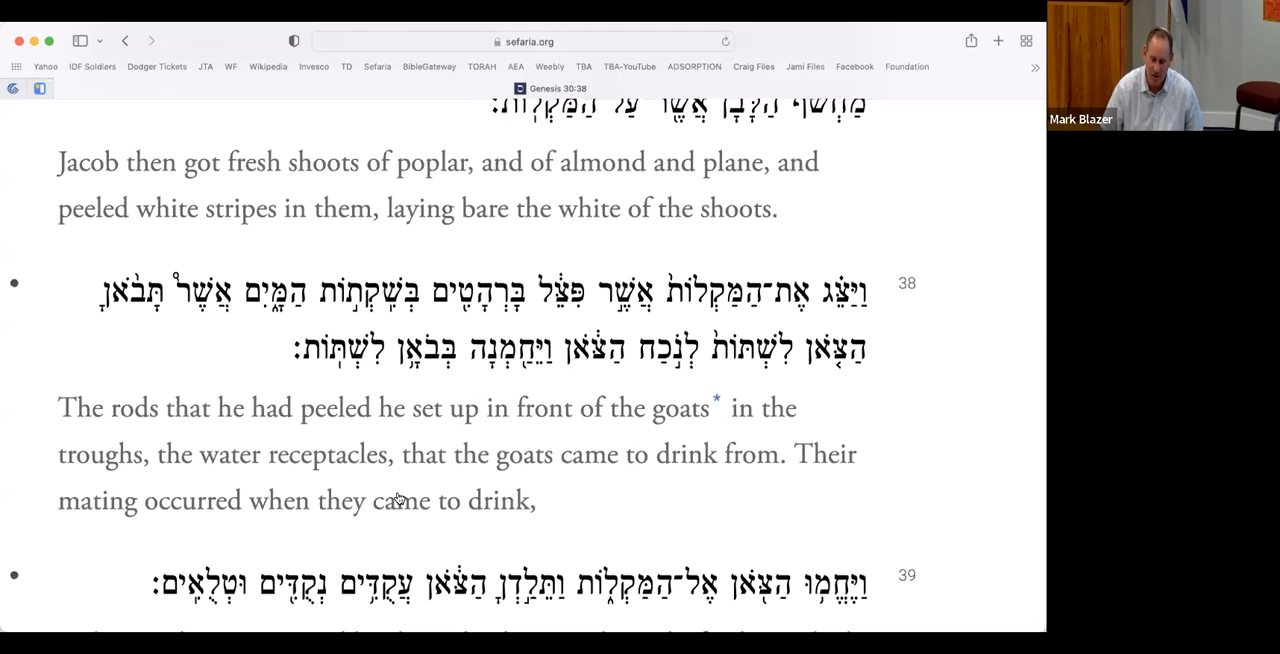 sefaria.org
Yahoo IDF Soldiers Dodger Tickets JTA WF Wikipedia Invesco TD Sefaria BibleGateway TORAH AEA Weebly TBA TBA-YouTube ADSORPTION Craig Files Jami Files Facebook Foundation
Genesis 30:38
Mark Blazer
מַחְשֹׂף֙ הַלָּבָ֔ן אֲשֶׁ֖ר עַל־הַמַּקְלֽוֹת׃
Jacob then got fresh shoots of poplar, and of almond and plane, and
peeled white stripes in them, laying bare the white of the shoots.
38
וַיַּצֵּ֗ג אֶת־הַמַּקְלוֹת֙ אֲשֶׁ֣ר פִּצֵּ֔ל בָּרְהָטִ֖ים בְּשִֽׁקְת֣וֹת הַמָּ֑יִם אֲשֶׁר֩ תָּבֹ֨אןָ
הַצֹּ֤אן לִשְׁתּוֹת֙ לְנֹ֣כַח הַצֹּ֔אן וַיֵּחַ֖מְנָה בְּבֹאָ֥ן לִשְׁתּֽוֹת׃
The rods that he had peeled he set up in front of the goats* in the
troughs, the water receptacles, that the goats came to drink from. Their
mating occurred when they came to drink,
39
וַיֶּחֱמ֥וּ הַצֹּ֖אן אֶל־הַמַּקְל֑וֹת וַתֵּלַ֣דְןָ הַצֹּ֔אן עֲקֻדִּ֥ים נְקֻדִּ֖ים וּטְלֻאִֽים׃